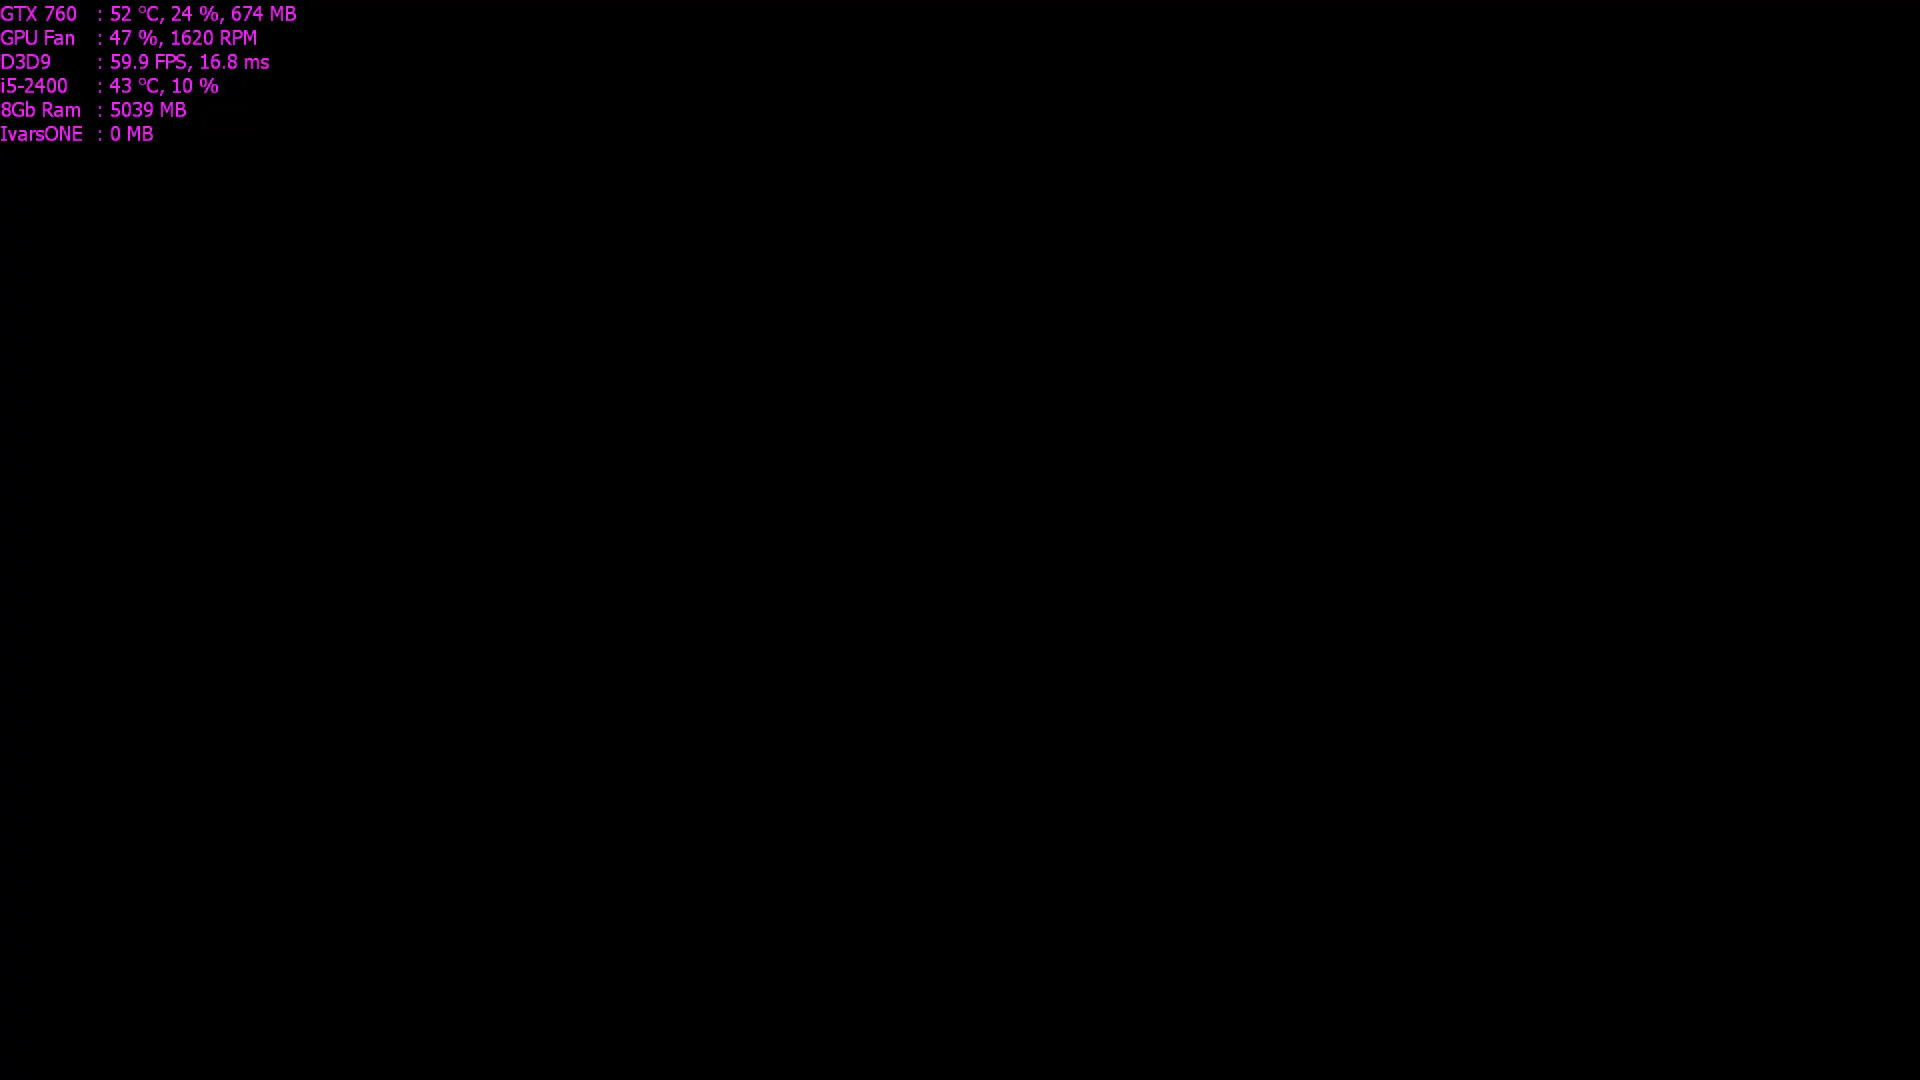 GTX 760 : 52 °C, 24 %, 674 MB
GPU Fan : 47 %, 1620 RPM
D3D9 : 59.9 FPS, 16.8 ms
i5-2400 : 43 °C, 10 %
8Gb Ram : 5039 MB
IvarsONE : 0 MB